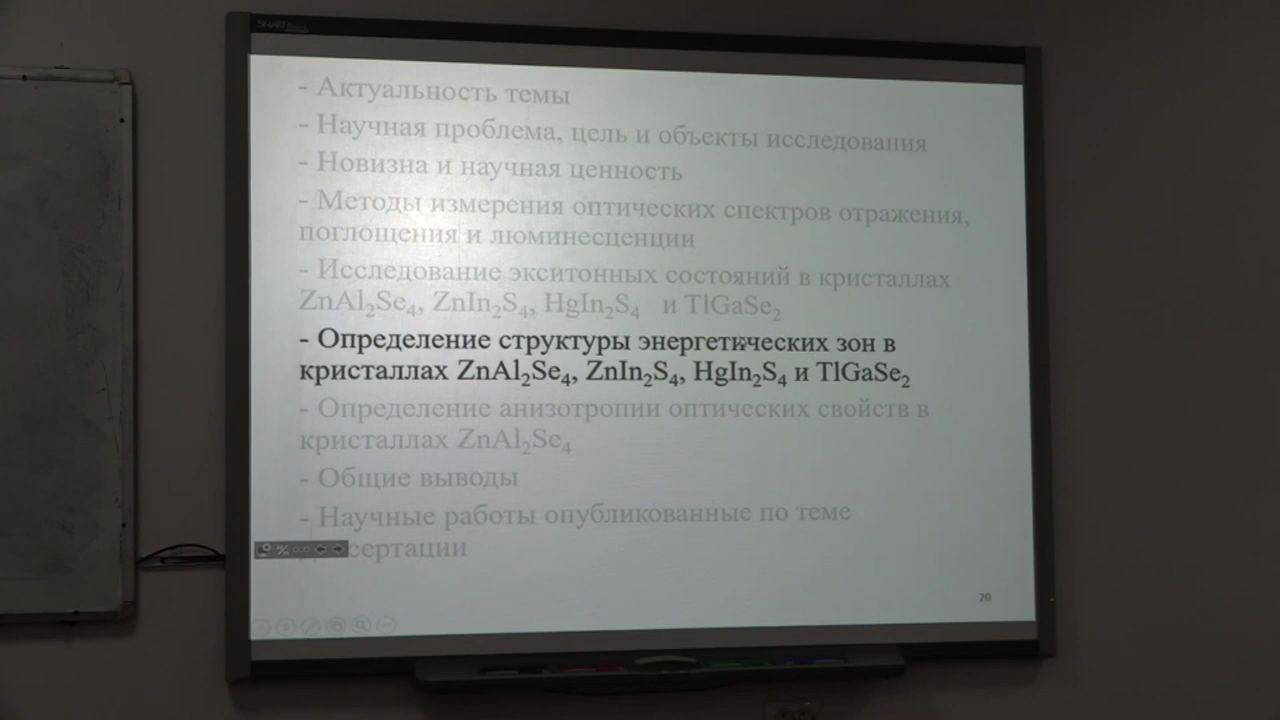 SMART
- Актуальность темы
- Научная проблема, цель и объекты исследования
- Новизна и научная ценность
- Методы измерения оптических спектров отражения,
поглощения и люминесценции
- Исследование экситонных состояний в кристаллах
ZnAl₂Se₄, ZnIn₂S₄, HgIn₂S₄ и TlGaSe₂
- Определение структуры энергетических зон в
кристаллах ZnAl₂Se₄, ZnIn₂S₄, HgIn₂S₄ и TlGaSe₂
- Определение анизотропии оптических свойств в
кристаллах ZnAl₂Se₄
- Общие выводы
- Научные работы опубликованные по теме
сертации
20